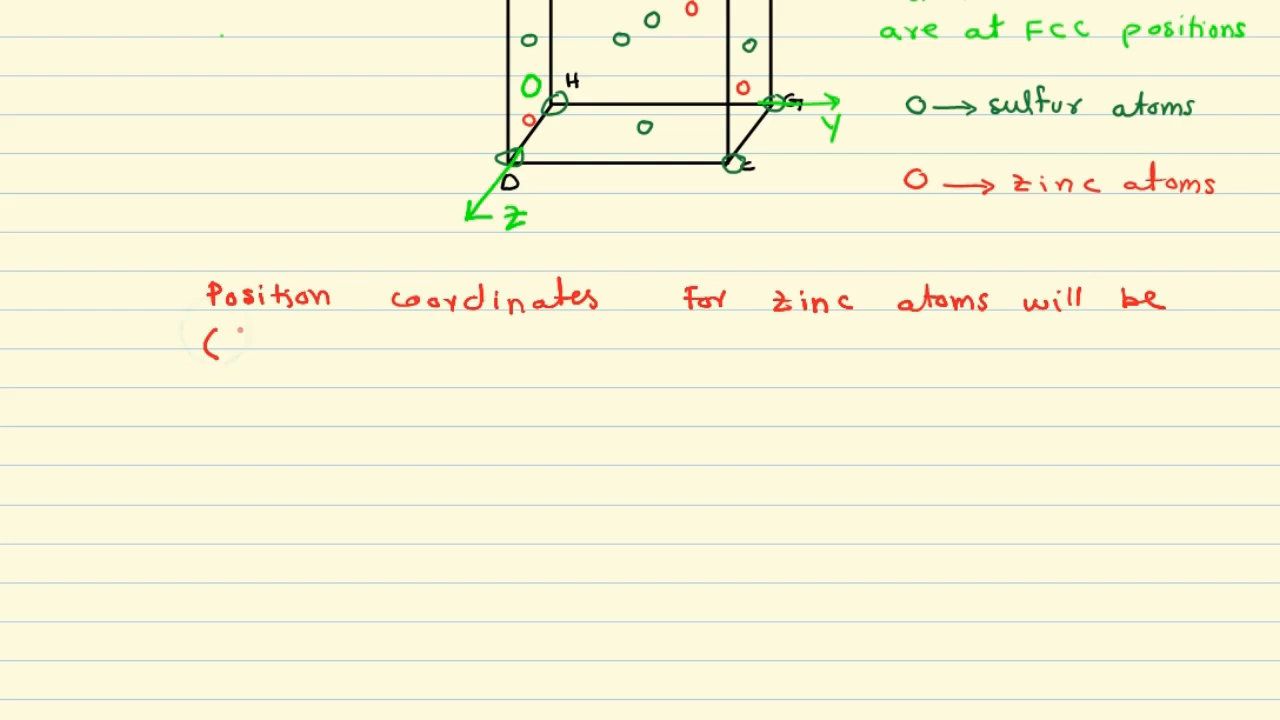 are at FCC positions
H
O
G
O → sulfur atoms
Y
C
D
O → zinc atoms
Z
Position coordinates for zinc atoms will be
(